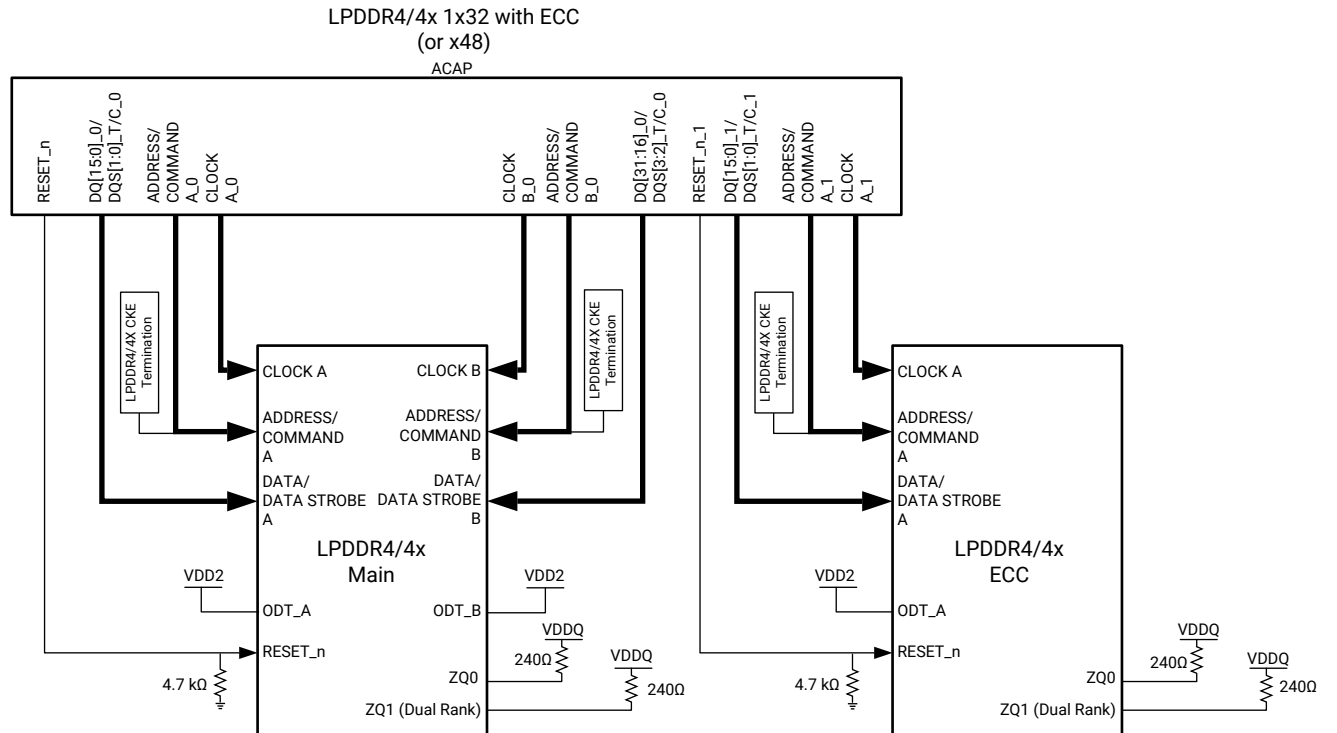 LPDDR4/4x 1x32 with ECC
(or x48)
ACAP
RESET_n
DQ[15:0]_0/
DQS[1:0]_T/C_0
ADDRESS/
COMMAND
A_0
CLOCK
A_0
CLOCK
B_0
ADDRESS/
COMMAND
B_0
DQ[31:16]_0/
DQS[3:2]_T/C_0
RESET_n_1
DQ[15:0]_1/
DQS[1:0]_T/C_1
ADDRESS/
COMMAND
A_1
CLOCK
A_1
LPDDR4/4X CKE
Termination
LPDDR4/4X CKE
Termination
LPDDR4/4X CKE
Termination
CLOCK A
CLOCK B
ADDRESS/
COMMAND
A
ADDRESS/
COMMAND
B
DATA/
DATA STROBE
A
DATA/
DATA STROBE
B
LPDDR4/4x
Main
VDD2
ODT_A
ODT_B
VDD2
RESET_n
4.7 kΩ
VDDQ
240Ω
ZQ0
VDDQ
240Ω
ZQ1 (Dual Rank)
CLOCK A
ADDRESS/
COMMAND
A
DATA/
DATA STROBE
A
LPDDR4/4x
ECC
VDD2
ODT_A
RESET_n
4.7 kΩ
VDDQ
240Ω
ZQ0
VDDQ
240Ω
ZQ1 (Dual Rank)